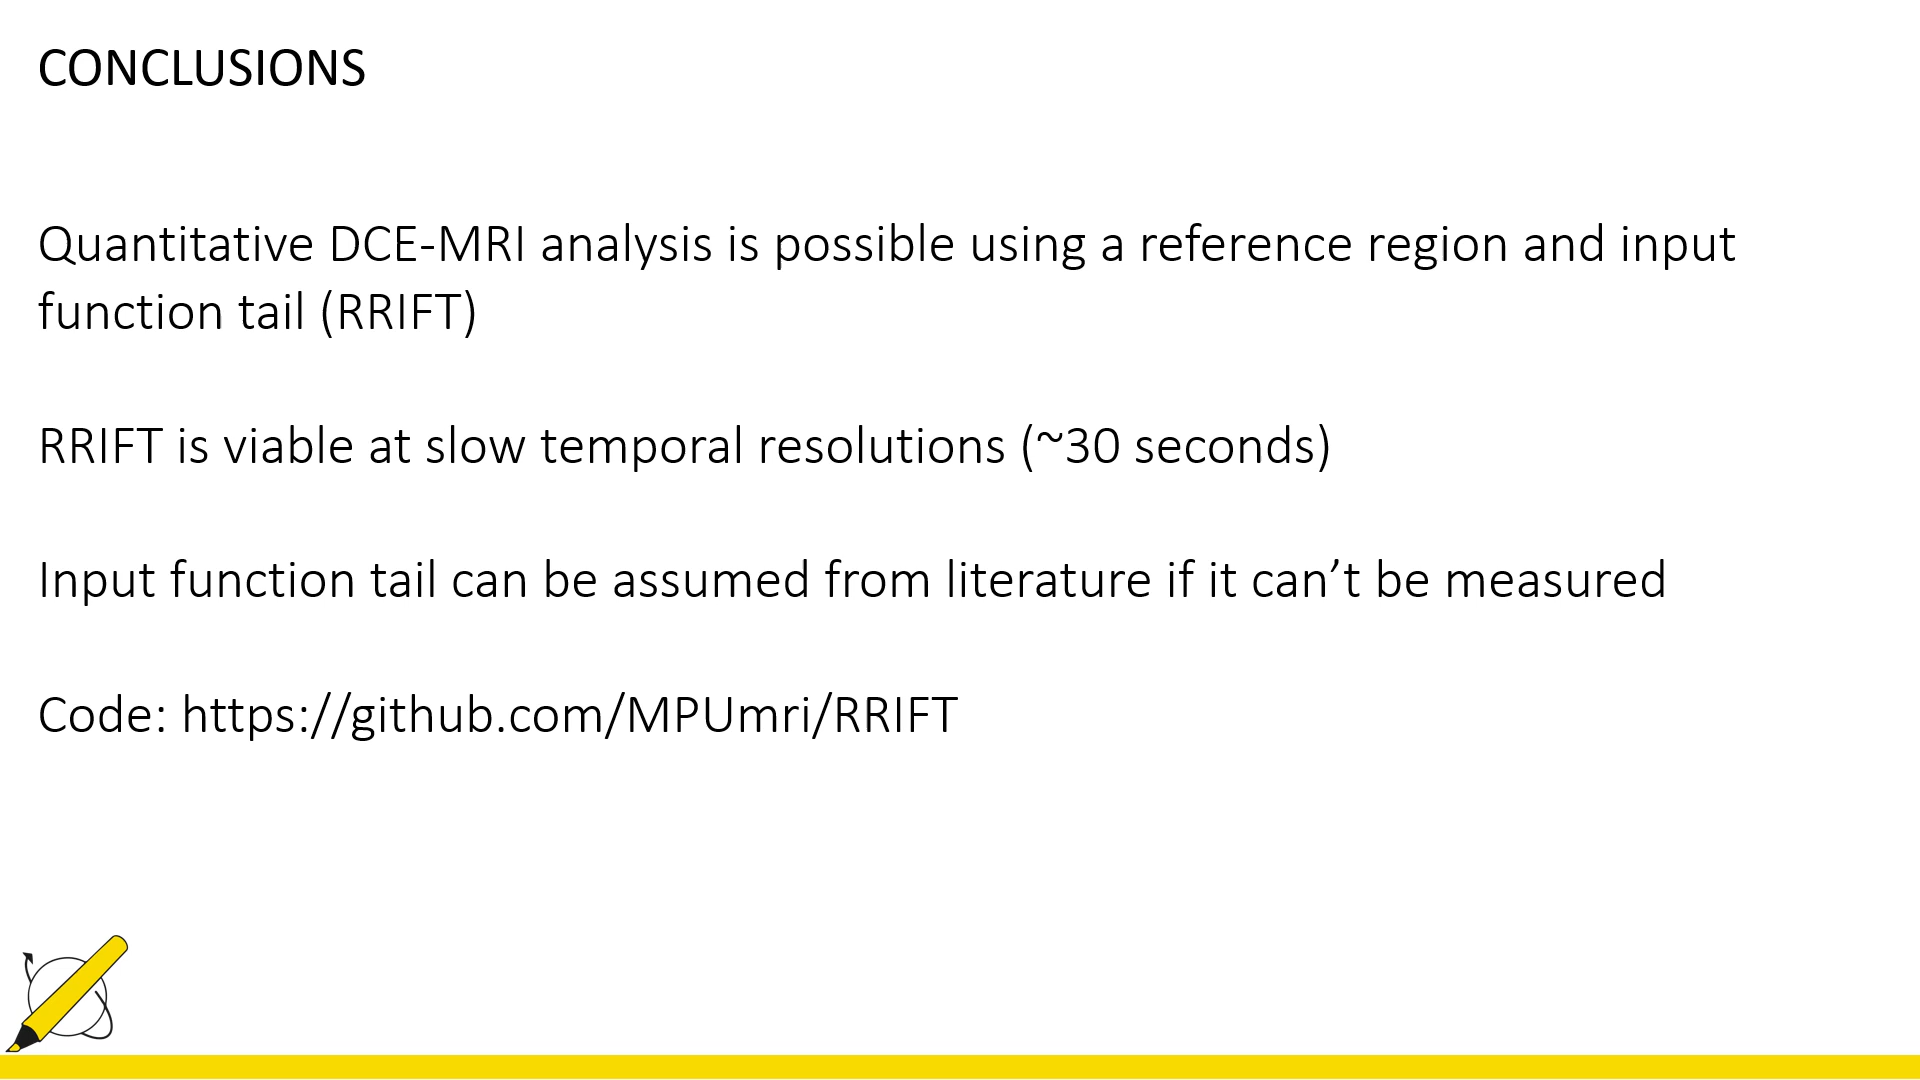 CONCLUSIONS
Quantitative DCE-MRI analysis is possible using a reference region and input
function tail (RRIFT)
RRIFT is viable at slow temporal resolutions (~30 seconds)
Input function tail can be assumed from literature if it can’t be measured
Code: https://github.com/MPUmri/RRIFT